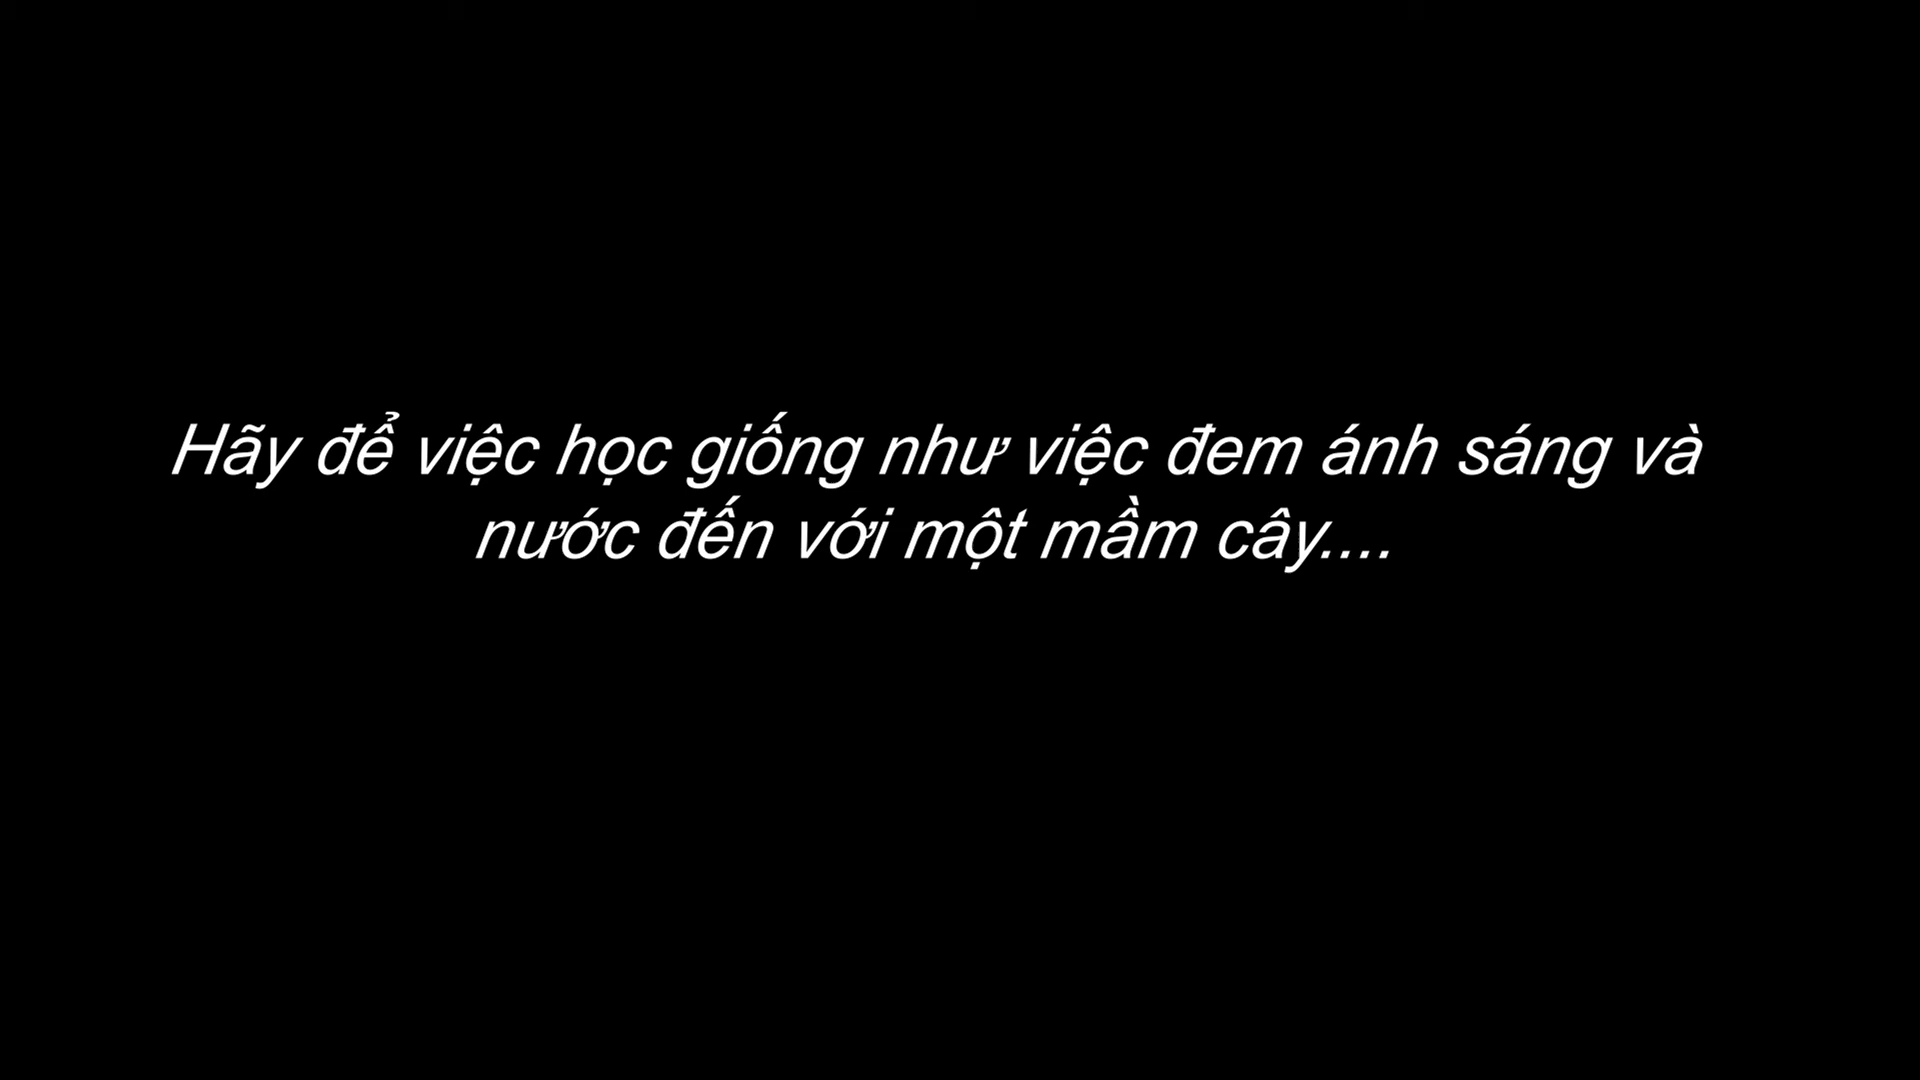 Hãy để việc học giống như việc đem ánh sáng và
nước đến với một mầm cây....